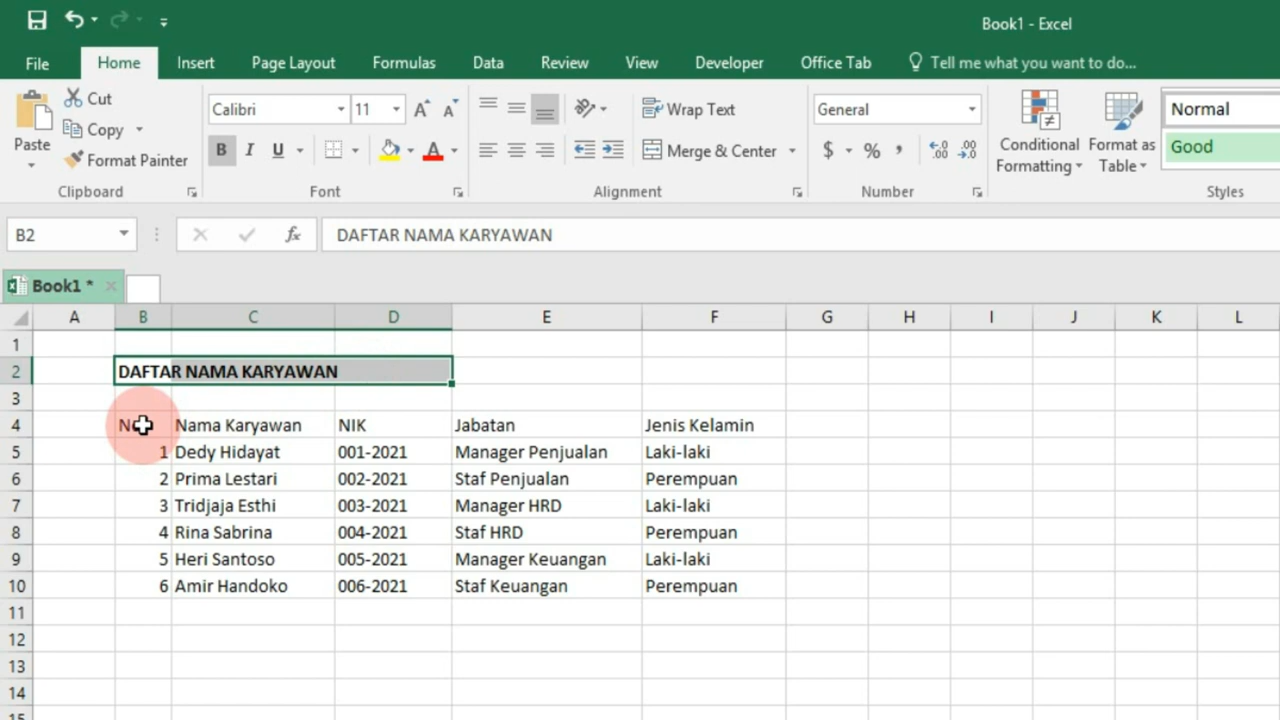 Book1 - Excel
File Home Insert Page Layout Formulas Data Review View Developer Office Tab Tell me what you want to do...
Paste
Cut
Copy
Format Painter
Clipboard
Calibri 11 A A
B I U A
Font
Wrap Text
Merge & Center
Alignment
General
$ % , .0 .00 .00 .0
Number
Conditional Formatting
Format as Table
Normal
Good
Styles
B2 fx DAFTAR NAMA KARYAWAN
Book1 *
A B C D E F G H I J K L
1
2 DAFTAR NAMA KARYAWAN
3
4 Nama Karyawan NIK Jabatan Jenis Kelamin
5 1 Dedy Hidayat 001-2021 Manager Penjualan Laki-laki
6 2 Prima Lestari 002-2021 Staf Penjualan Perempuan
7 3 Tridjaja Esthi 003-2021 Manager HRD Laki-laki
8 4 Rina Sabrina 004-2021 Staf HRD Perempuan
9 5 Heri Santoso 005-2021 Manager Keuangan Laki-laki
10 6 Amir Handoko 006-2021 Staf Keuangan Perempuan
11
12
13
14
15